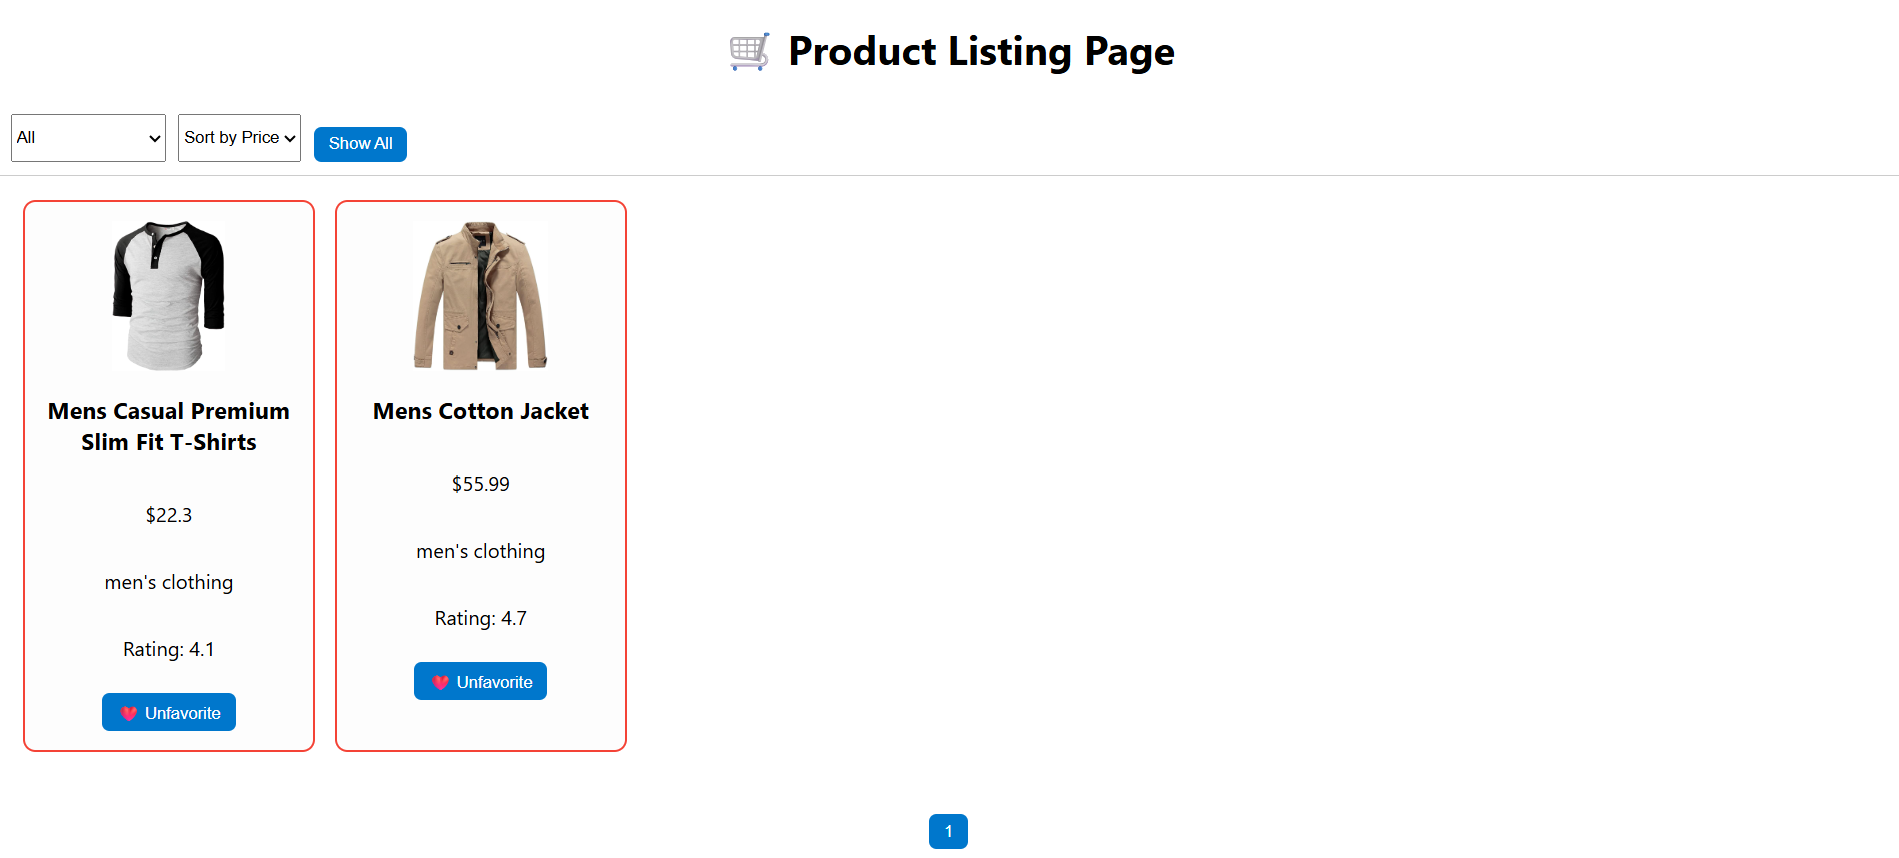 🛒 Product Listing Page
All
Sort by Price
Show All
Mens Casual Premium
Slim Fit T-Shirts
$22.3
men's clothing
Rating: 4.1
💗 Unfavorite
Mens Cotton Jacket
$55.99
men's clothing
Rating: 4.7
💗 Unfavorite
1